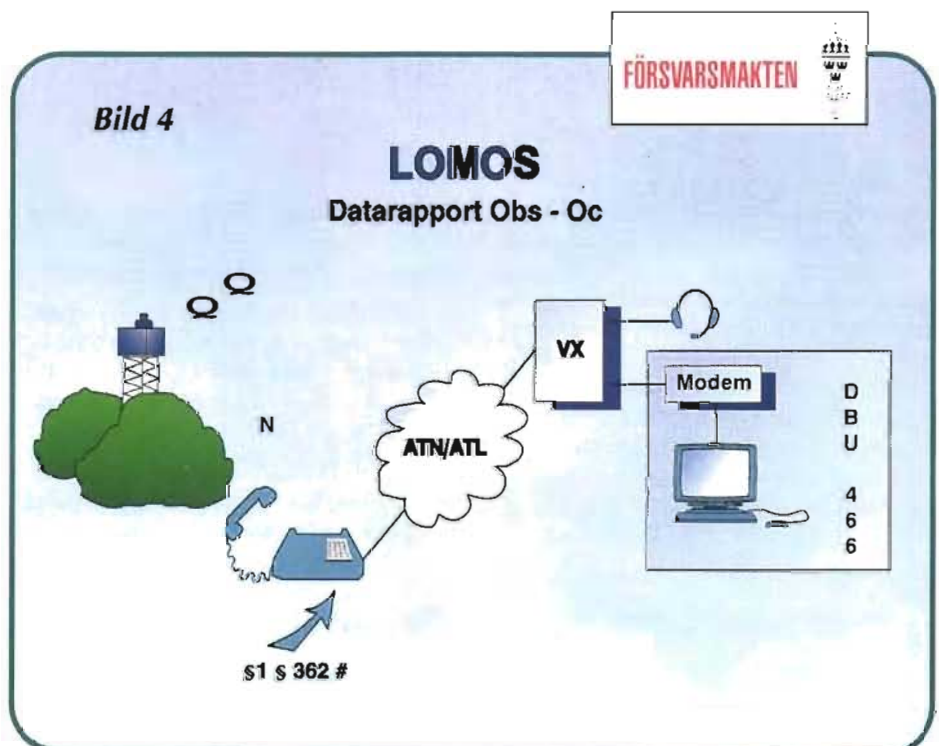 FÖRSVARSMAKTEN
Bild 4
LOMOS
Datarapport Obs - Oc
N
ATN/ATL
VX
Modem
D
B
U
4
6
6
§1 § 362 #